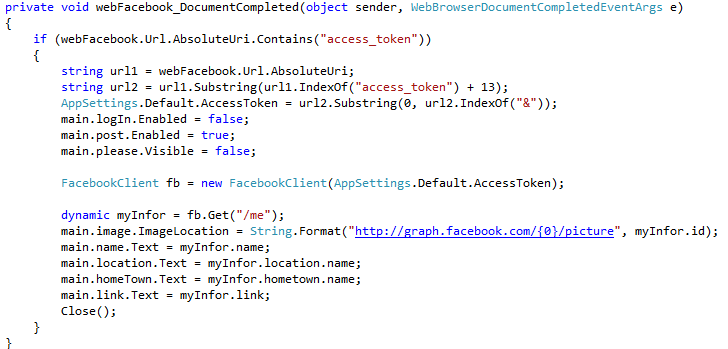 private void webFacebook_DocumentCompleted(object sender, WebBrowserDocumentCompletedEventArgs e)
{
    if (webFacebook.Url.AbsoluteUri.Contains("access_token"))
    {
        string url1 = webFacebook.Url.AbsoluteUri;
        string url2 = url1.Substring(url1.IndexOf("access_token") + 13);
        AppSettings.Default.AccessToken = url2.Substring(0, url2.IndexOf("&"));
        main.logIn.Enabled = false;
        main.post.Enabled = true;
        main.please.Visible = false;

        FacebookClient fb = new FacebookClient(AppSettings.Default.AccessToken);

        dynamic myInfor = fb.Get("/me");
        main.image.ImageLocation = String.Format("http://graph.facebook.com/{0}/picture", myInfor.id);
        main.name.Text = myInfor.name;
        main.location.Text = myInfor.location.name;
        main.homeTown.Text = myInfor.hometown.name;
        main.link.Text = myInfor.link;
        Close();
    }
}